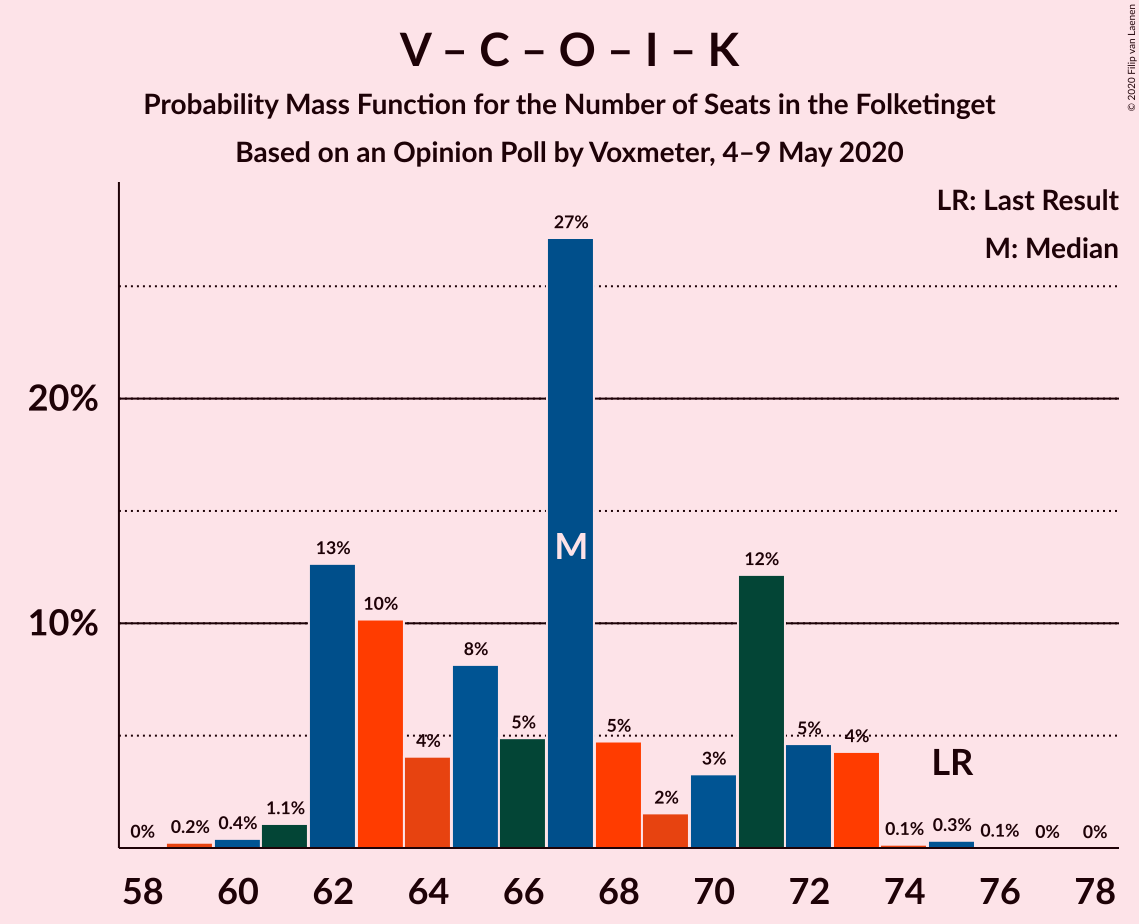 V – C – O – I – K
Probability Mass Function for the Number of Seats in the Folketinget
Based on an Opinion Poll by Voxmeter, 4–9 May 2020
© 2020 Filip van Laenen
LR: Last Result
M: Median
20%
10%
0%
0.2%
0.4%
1.1%
13%
10%
4%
8%
5%
27%
M
5%
2%
3%
12%
5%
4%
0.1%
0.3%
LR
0.1%
0%
0%
58 60 62 64 66 68 70 72 74 76 78